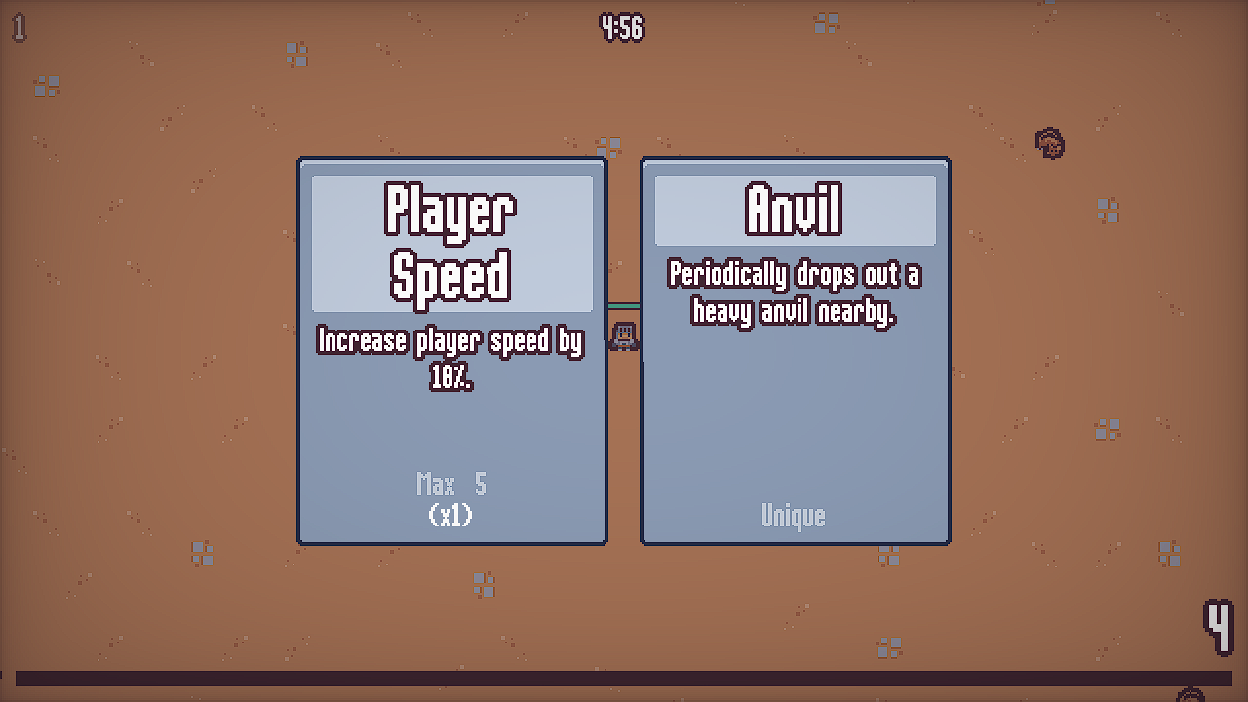 1
4:56
Player
Speed
Increase player speed by
10%.
Max 5
(x1)
Anvil
Periodically drops out a
heavy anvil nearby.
Unique
4